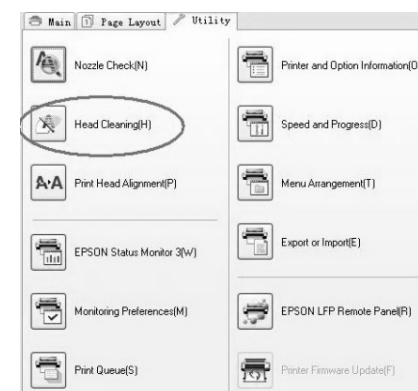 Main Page Layout Utility
Nozzle Check(N)
Head Cleaning(H)
Print Head Alignment(P)
EPSON Status Monitor 3(W)
Monitoring Preferences(M)
Print Queue(S)
Printer and Option Information(O
Speed and Progress(D)
Menu Arrangement(T)
Export or Import(E)
EPSON LFP Remote Panel(R)
Printer Firmware Update(F)